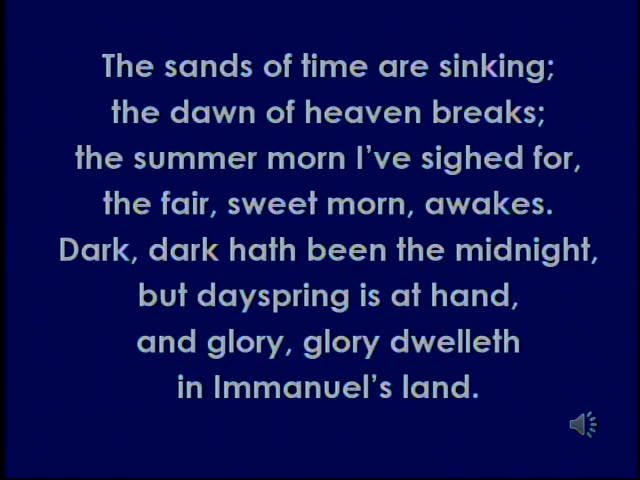 The sands of time are sinking;
the dawn of heaven breaks;
the summer morn I've sighed for,
the fair, sweet morn, awakes.
Dark, dark hath been the midnight,
but dayspring is at hand,
and glory, glory dwelleth
in Immanuel's land.